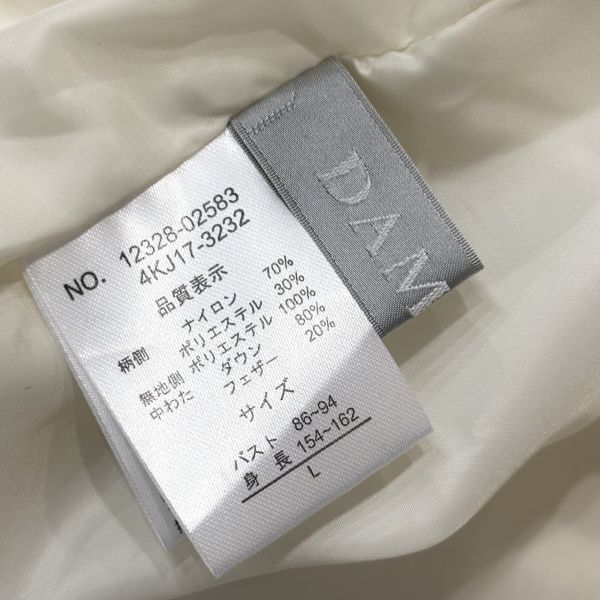 NO. 12328-02583
4KJ17-3232
品質表示
柄側 ナイロン 70%
ポリエステル 30%
無地側 ポリエステル 100%
中わた ダウン 80%
フェザー 20%
サイズ
バスト 86~94
身長 154~162
L
DAM